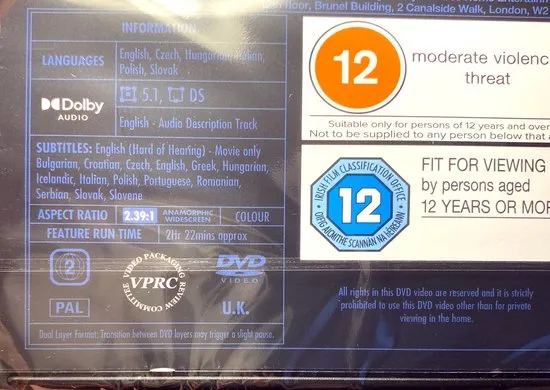 12th floor, Brunel Building, 2 Canalside Walk, London, W2
INFORMATION
LANGUAGES
English, Czech, Hungarian, Italian,
Polish, Slovak
Dolby
AUDIO
5.1, DS
English - Audio Description Track
SUBTITLES: English (Hard of Hearing) - Movie only
Bulgarian, Croatian, Czech, English, Greek, Hungarian,
Icelandic, Italian, Polish, Portuguese, Romanian,
Serbian, Slovak, Slovene
ASPECT RATIO
2.39:1
ANAMORPHIC
WIDESCREEN
COLOUR
FEATURE RUN TIME
2Hr 22mins approx
2
PAL
VIDEO PACKAGING
VPRC
REVIEW COMMITTEE
DVD
VIDEO
U.K.
Dual Layer Format: Transition between DVD layers may trigger a slight pause.
12
moderate violence
threat
Suitable only for persons of 12 years and over
Not to be supplied to any person below that a
IRISH FILM CLASSIFICATION OFFICE
12
OIFIG AICMITHE SCANNÁN NA hÉIREANN
FIT FOR VIEWING
by persons aged
12 YEARS OR MOR
All rights in this DVD video are reserved and it is strictly
prohibited to use this DVD video other than for private
viewing in the home.